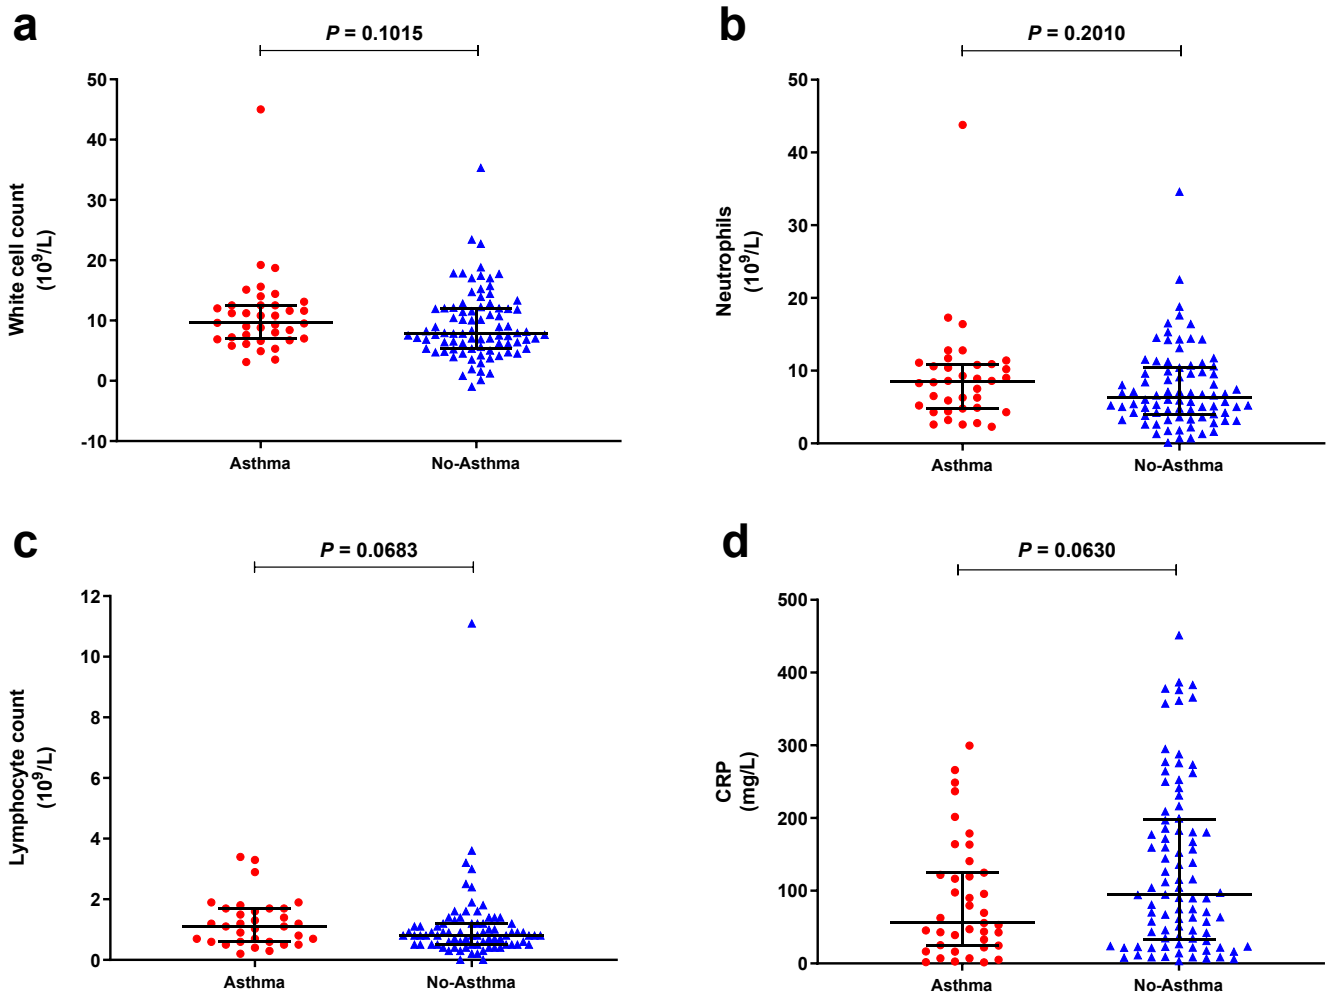 a
P = 0.1015
White cell count
(10⁹/L)
50
40
30
20
10
0
-10
Asthma
No-Asthma
b
P = 0.2010
Neutrophils
(10⁹/L)
50
40
30
20
10
0
Asthma
No-Asthma
c
P = 0.0683
Lymphocyte count
(10⁹/L)
12
10
8
6
4
2
0
Asthma
No-Asthma
d
P = 0.0630
CRP
(mg/L)
500
400
300
200
100
0
Asthma
No-Asthma